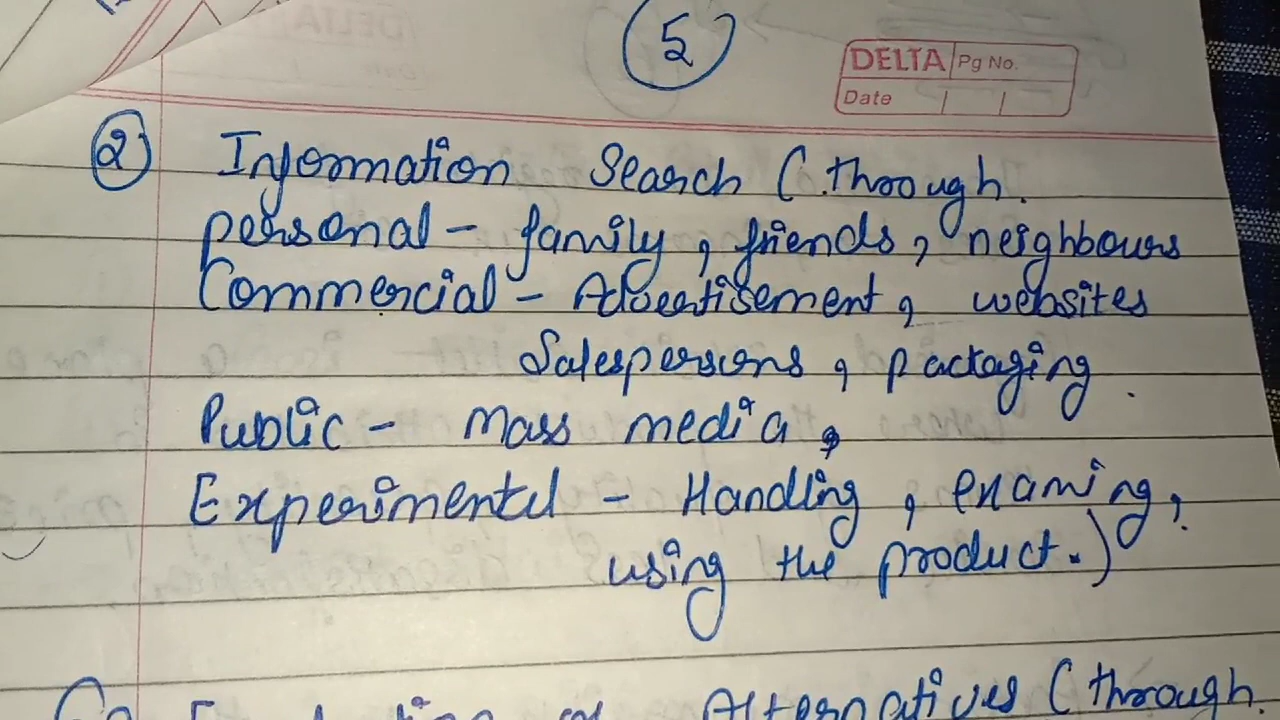 5
DELTA Pg No.
Date
2 Information Search (through
personal - family, friends, neighbours
Commercial - Advertisement, websites
Salespersons, packaging
Public - Mass media,
Experimental - Handling, examing,
using the product.)
Alternatives (through